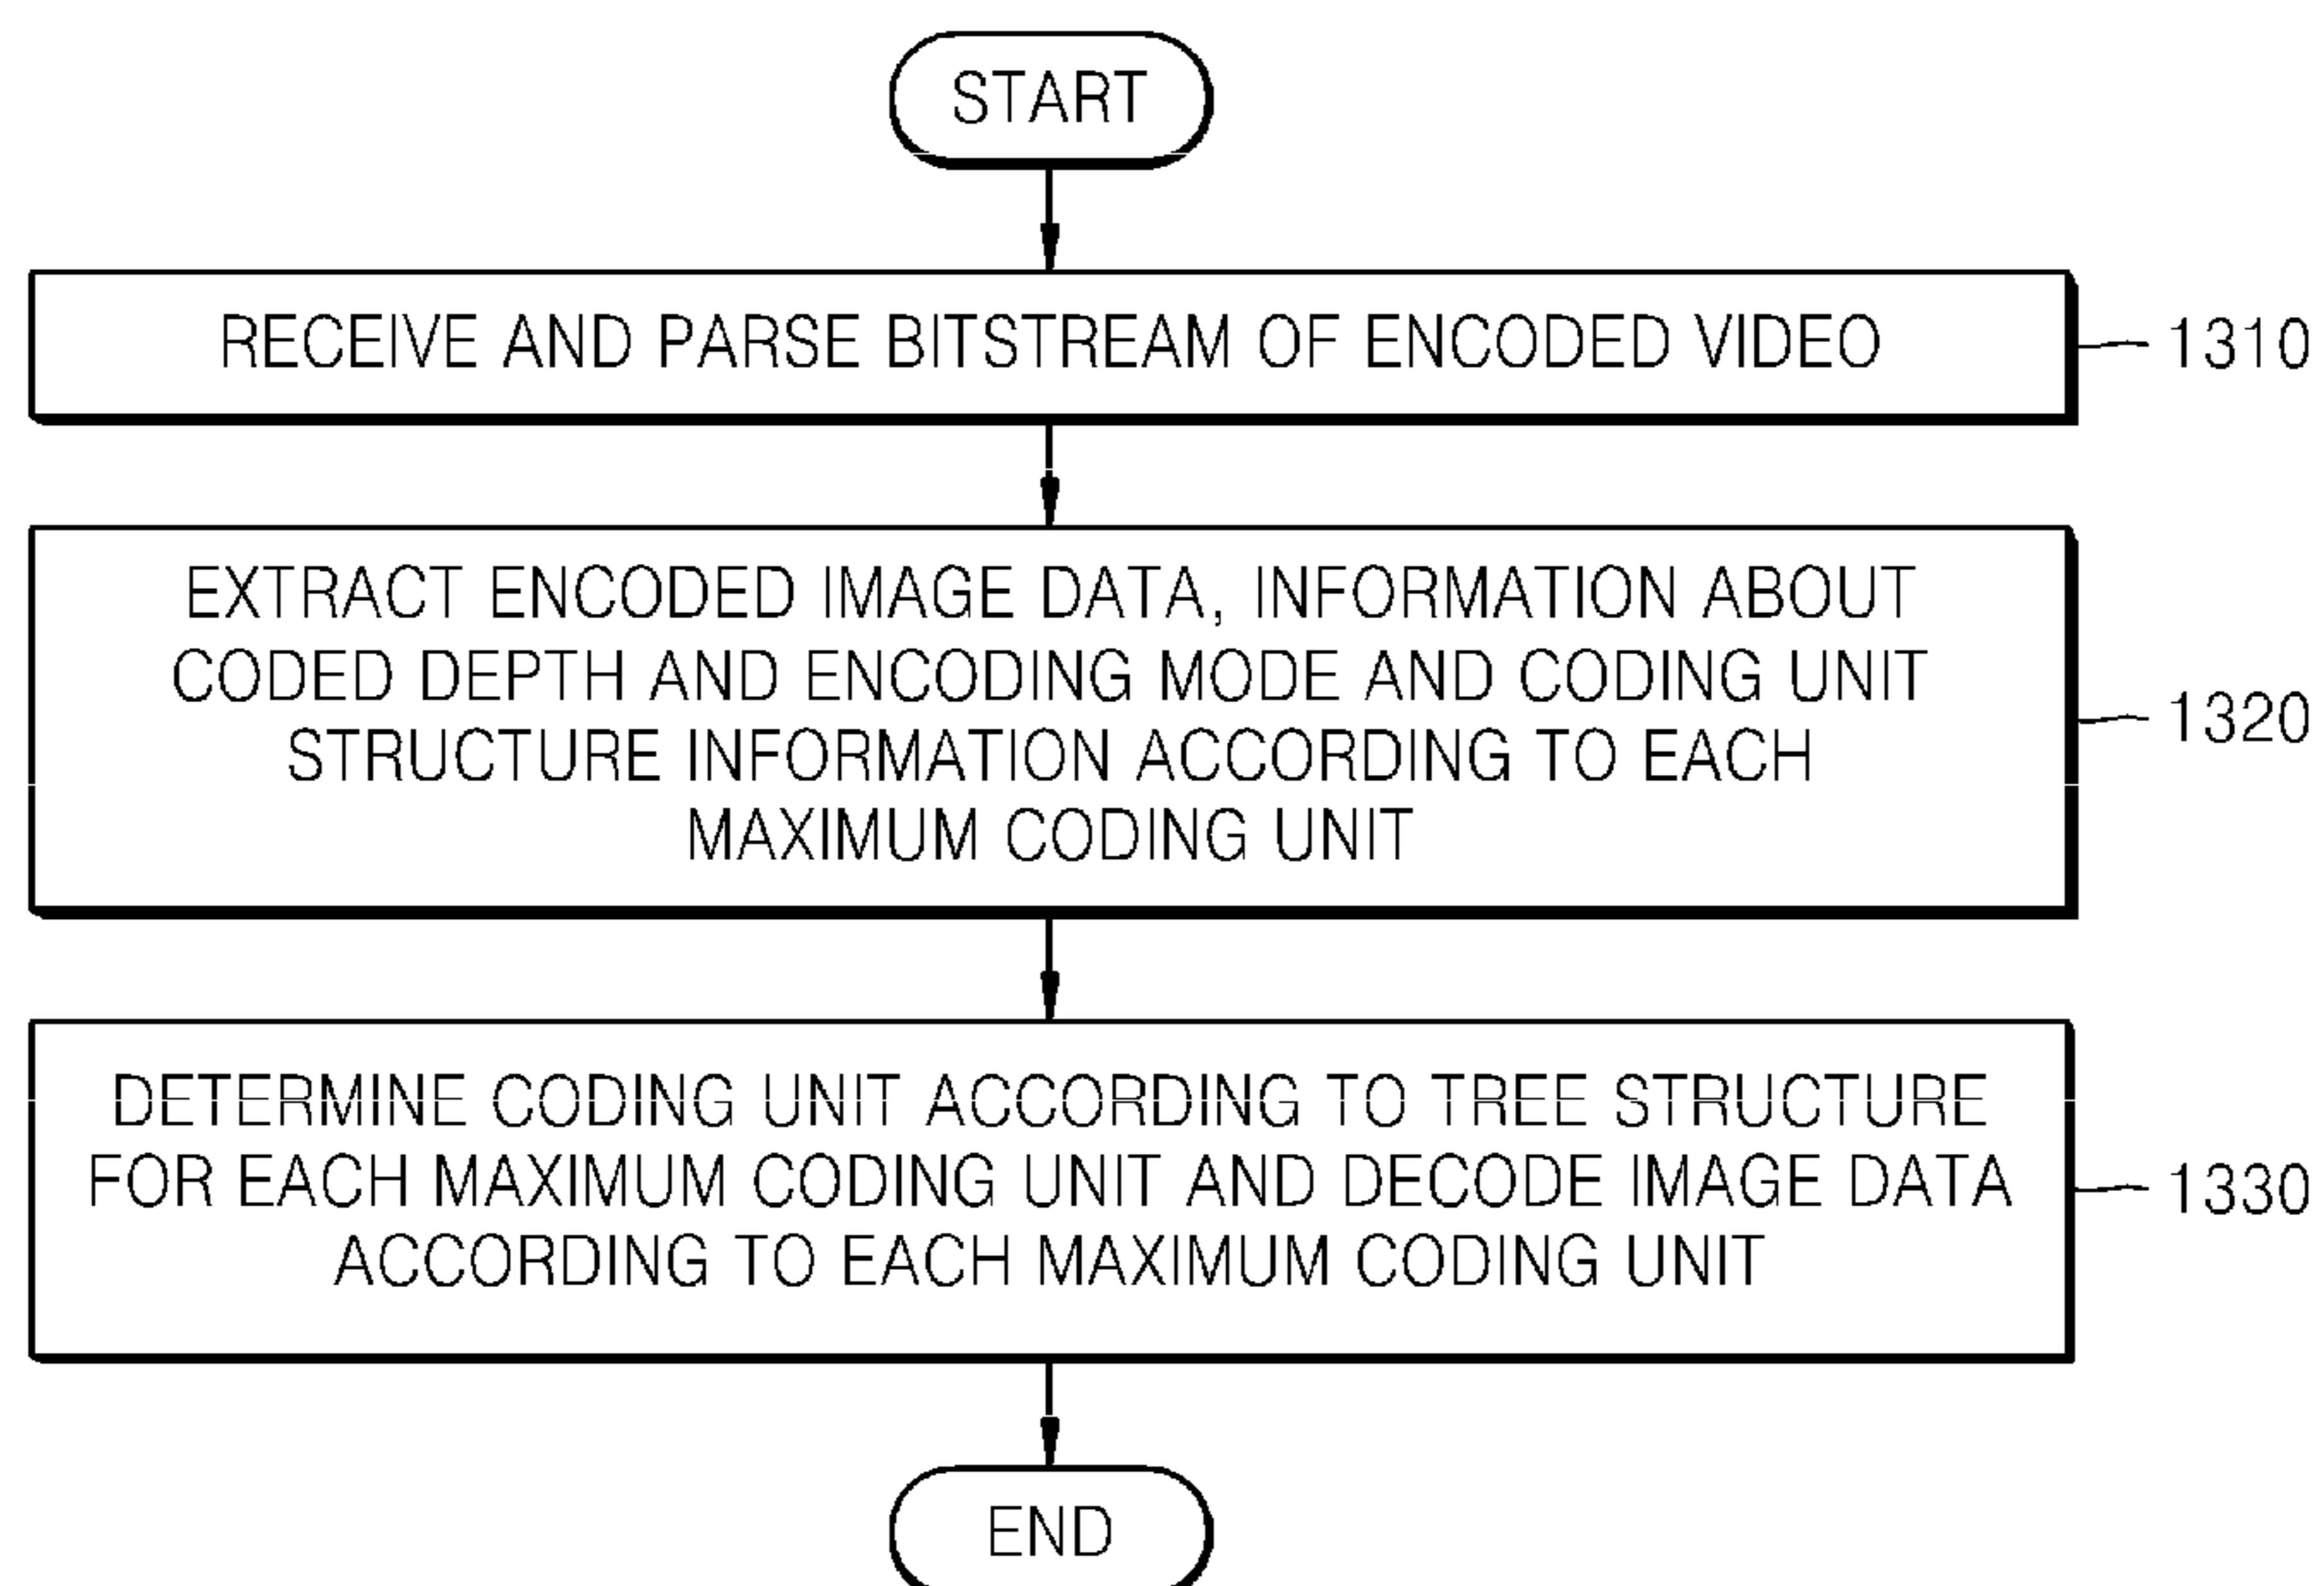 START
RECEIVE AND PARSE BITSTREAM OF ENCODED VIDEO
1310
EXTRACT ENCODED IMAGE DATA, INFORMATION ABOUT
CODED DEPTH AND ENCODING MODE AND CODING UNIT
STRUCTURE INFORMATION ACCORDING TO EACH
MAXIMUM CODING UNIT
1320
DETERMINE CODING UNIT ACCORDING TO TREE STRUCTURE
FOR EACH MAXIMUM CODING UNIT AND DECODE IMAGE DATA
ACCORDING TO EACH MAXIMUM CODING UNIT
1330
END